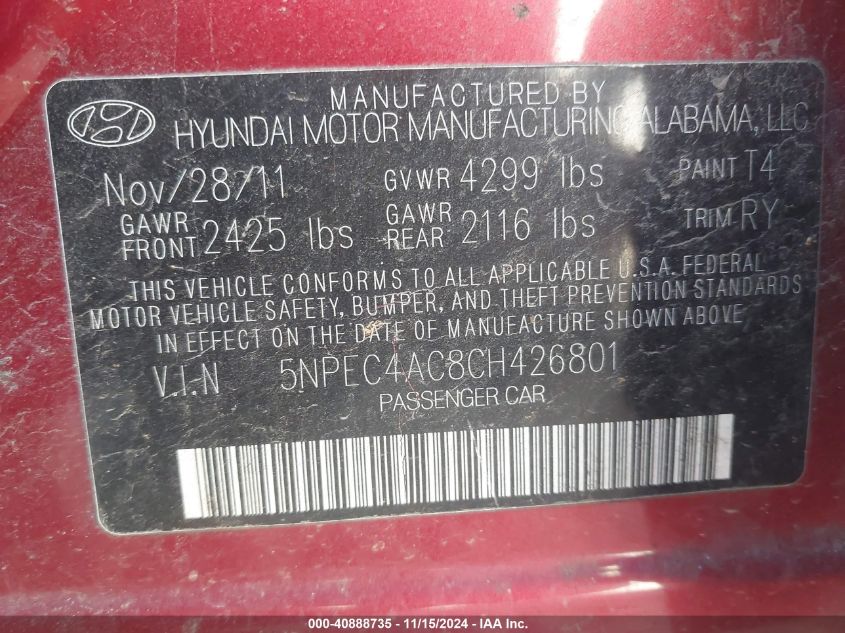 MANUFACTURED BY
HYUNDAI MOTOR MANUFACTURING ALABAMA, LLC
Nov/28/11 GVWR 4299 lbs PAINT T4
GAWR FRONT 2425 lbs GAWR REAR 2116 lbs TRIM RY
THIS VEHICLE CONFORMS TO ALL APPLICABLE U.S.A. FEDERAL
MOTOR VEHICLE SAFETY, BUMPER, AND THEFT PREVENTION STANDARDS
IN EFFECT ON THE DATE OF MANUFACTURE SHOWN ABOVE
V.I.N 5NPEC4AC8CH426801
PASSENGER CAR
000-40888735 - 11/15/2024 - IAA Inc.